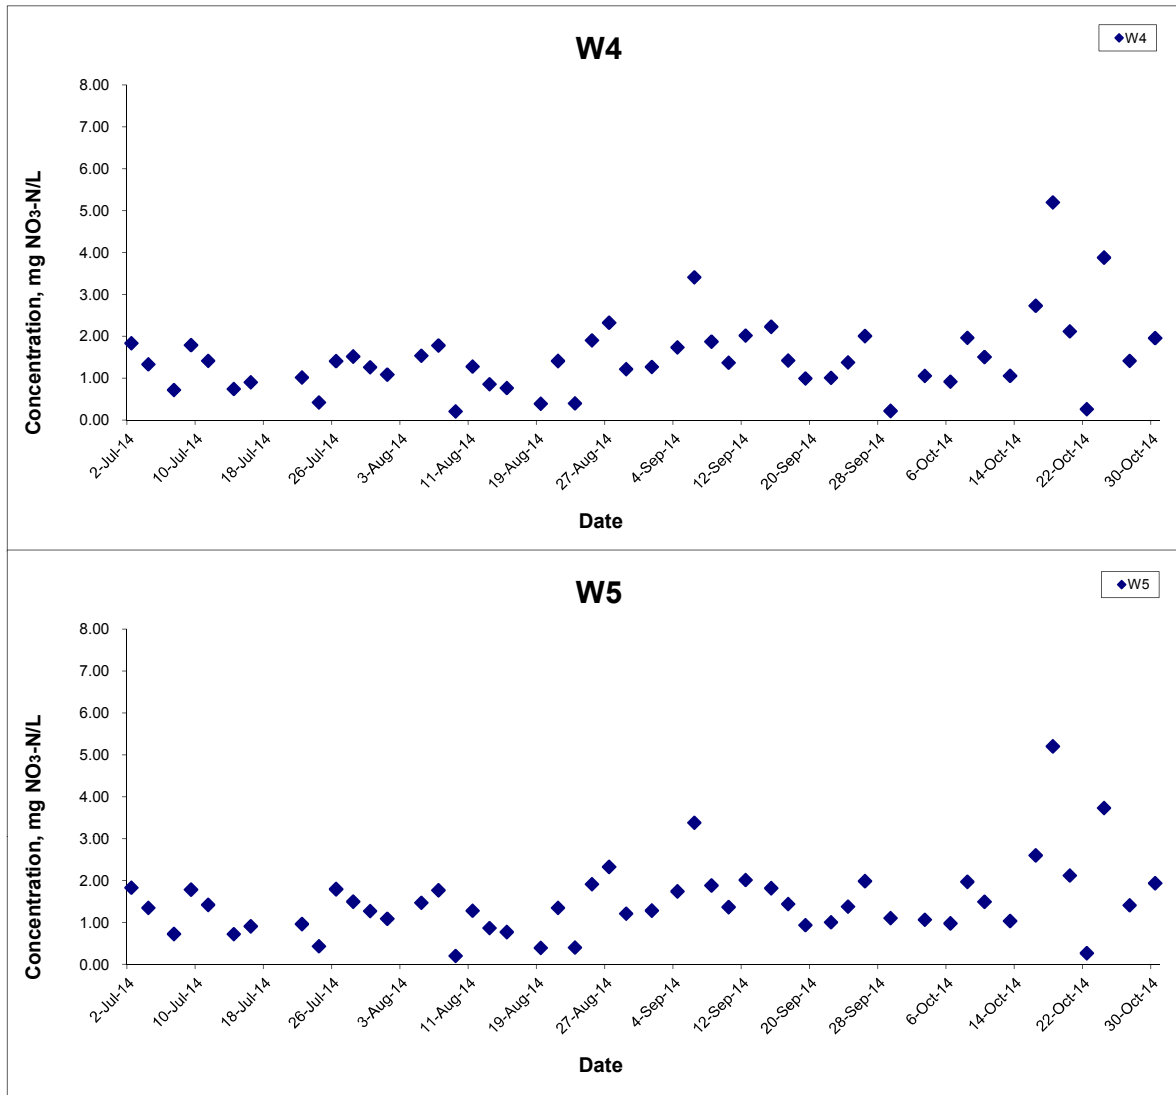 W4
W4
8.00
7.00
6.00
5.00
4.00
3.00
2.00
1.00
0.00
Concentration, mg NO3-N/L
2-Jul-14
10-Jul-14
18-Jul-14
26-Jul-14
3-Aug-14
11-Aug-14
19-Aug-14
27-Aug-14
4-Sep-14
12-Sep-14
20-Sep-14
28-Sep-14
6-Oct-14
14-Oct-14
22-Oct-14
30-Oct-14
Date
W5
W5
8.00
7.00
6.00
5.00
4.00
3.00
2.00
1.00
0.00
Concentration, mg NO3-N/L
2-Jul-14
10-Jul-14
18-Jul-14
26-Jul-14
3-Aug-14
11-Aug-14
19-Aug-14
27-Aug-14
4-Sep-14
12-Sep-14
20-Sep-14
28-Sep-14
6-Oct-14
14-Oct-14
22-Oct-14
30-Oct-14
Date